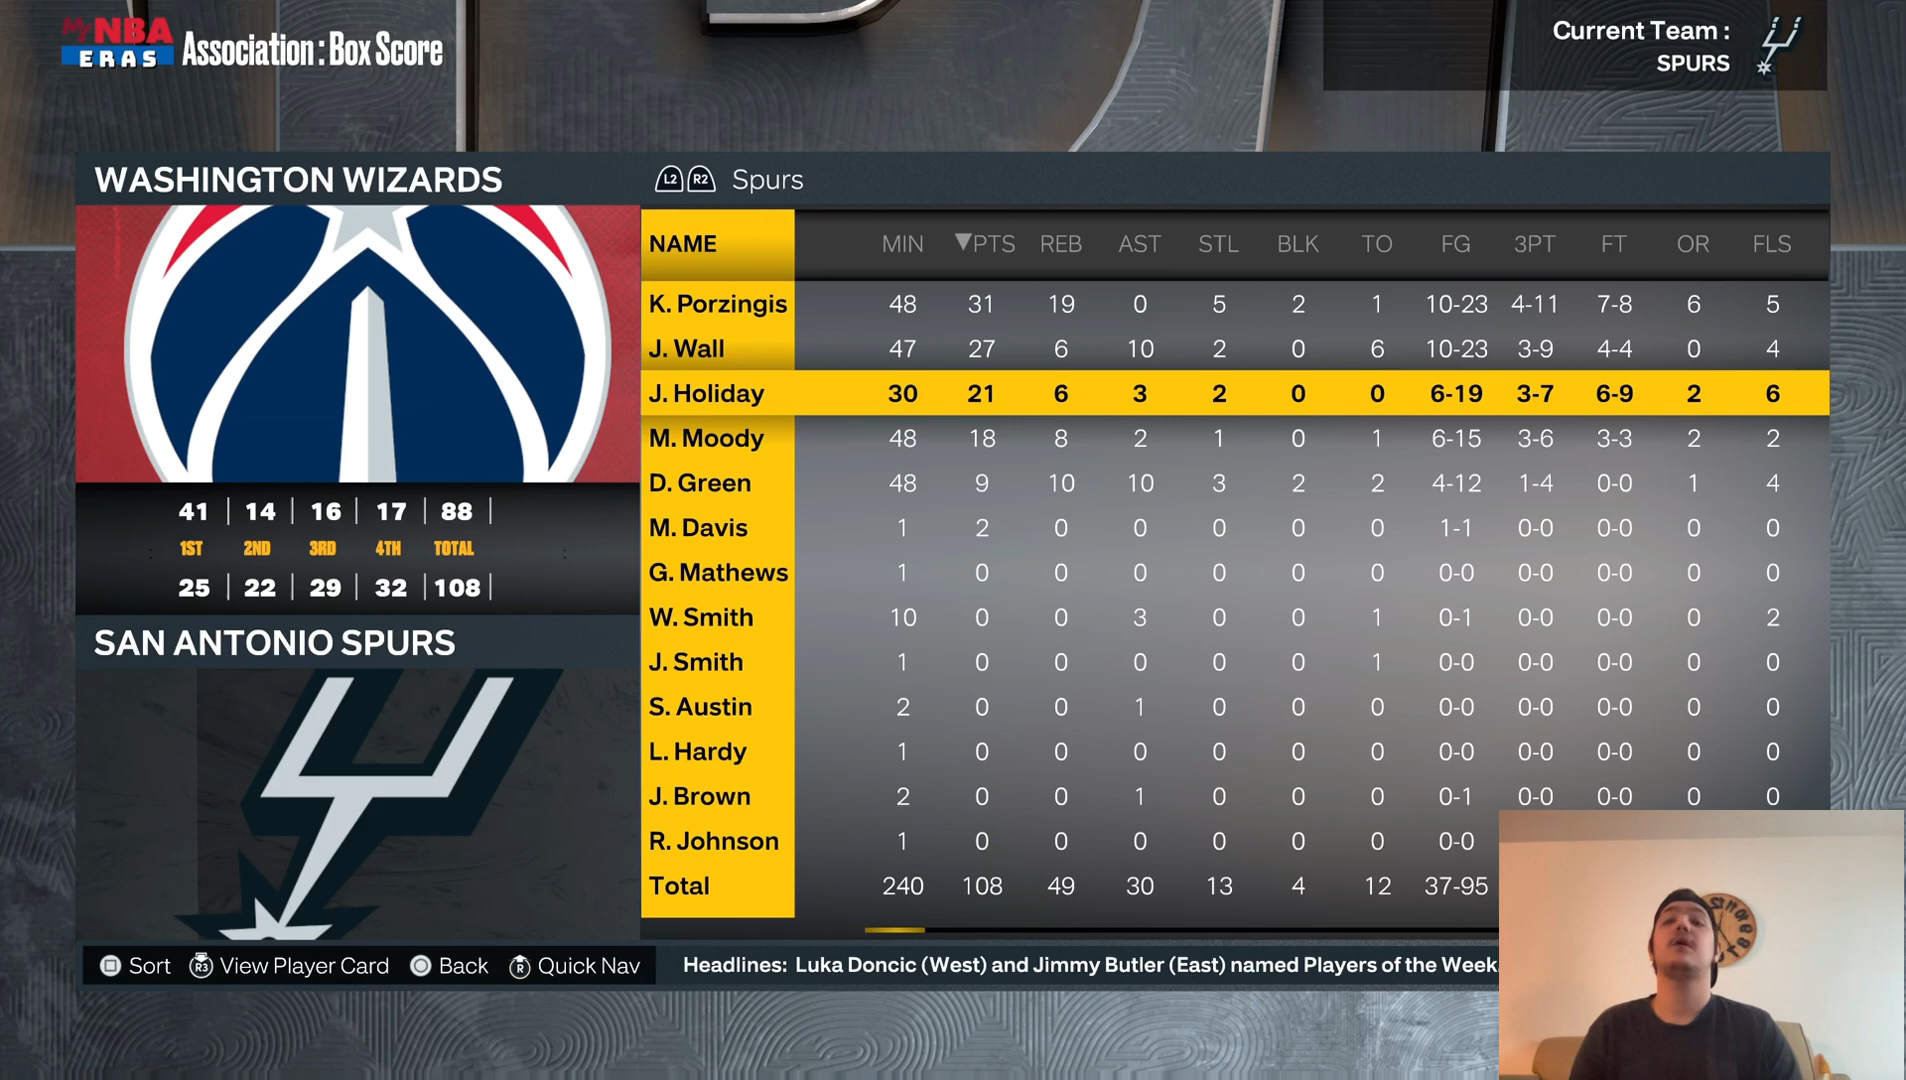 MyNBA ERAS Association : Box Score
Current Team :
SPURS
WASHINGTON WIZARDS
41 | 14 | 16 | 17 | 88 |
1ST 2ND 3RD 4TH TOTAL
25 | 22 | 29 | 32 | 108 |
SAN ANTONIO SPURS
L2 R2 Spurs
NAME MIN ▼PTS REB AST STL BLK TO FG 3PT FT OR FLS
K. Porzingis 48 31 19 0 5 2 1 10-23 4-11 7-8 6 5
J. Wall 47 27 6 10 2 0 6 10-23 3-9 4-4 0 4
J. Holiday 30 21 6 3 2 0 0 6-19 3-7 6-9 2 6
M. Moody 48 18 8 2 1 0 1 6-15 3-6 3-3 2 2
D. Green 48 9 10 10 3 2 2 4-12 1-4 0-0 1 4
M. Davis 1 2 0 0 0 0 0 1-1 0-0 0-0 0 0
G. Mathews 1 0 0 0 0 0 0 0-0 0-0 0-0 0 0
W. Smith 10 0 0 3 0 0 1 0-1 0-0 0-0 0 2
J. Smith 1 0 0 0 0 0 1 0-0 0-0 0-0 0 0
S. Austin 2 0 0 1 0 0 0 0-0 0-0 0-0 0 0
L. Hardy 1 0 0 0 0 0 0 0-0 0-0 0-0 0 0
J. Brown 2 0 0 1 0 0 0 0-1 0-0 0-0 0 0
R. Johnson 1 0 0 0 0 0 0 0-0
Total 240 108 49 30 13 4 12 37-95
Sort R3 View Player Card Back R Quick Nav
Headlines: Luka Doncic (West) and Jimmy Butler (East) named Players of the Week.